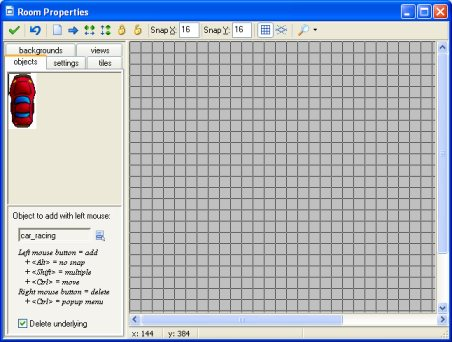 Room Properties
Snap X: 16 Snap Y: 16
backgrounds views
objects settings tiles
Object to add with left mouse:
car_racing
Left mouse button = add
+ <Alt> = no snap
+ <Shift> = multiple
+ <Ctrl> = move
Right mouse button = delete
+ <Ctrl> = popup menu
Delete underlying
x: 144 y: 384